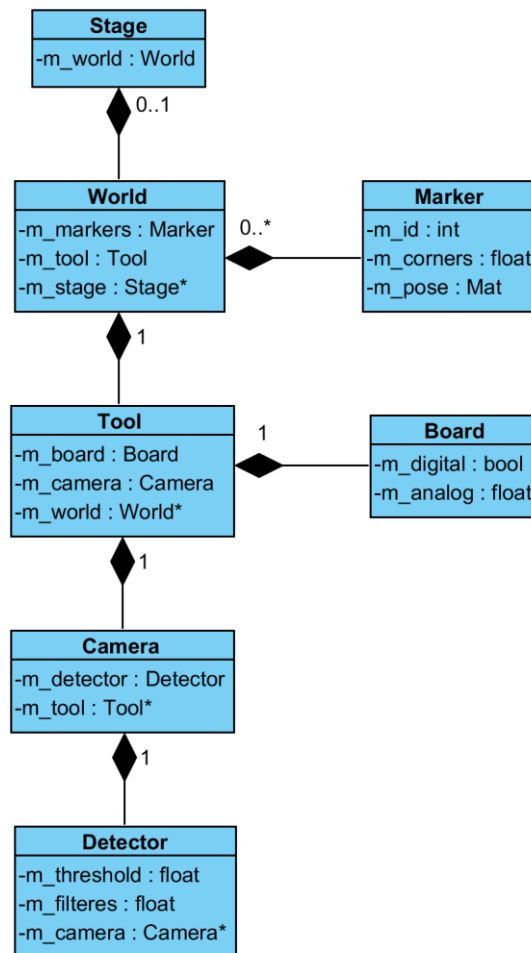 Stage
-m_world : World
0..1
World
-m_markers : Marker
-m_tool : Tool
-m_stage : Stage*
0..*
Marker
-m_id : int
-m_corners : float
-m_pose : Mat
1
Tool
-m_board : Board
-m_camera : Camera
-m_world : World*
1
Board
-m_digital : bool
-m_analog : float
1
Camera
-m_detector : Detector
-m_tool : Tool*
1
Detector
-m_threshold : float
-m_filteres : float
-m_camera : Camera*